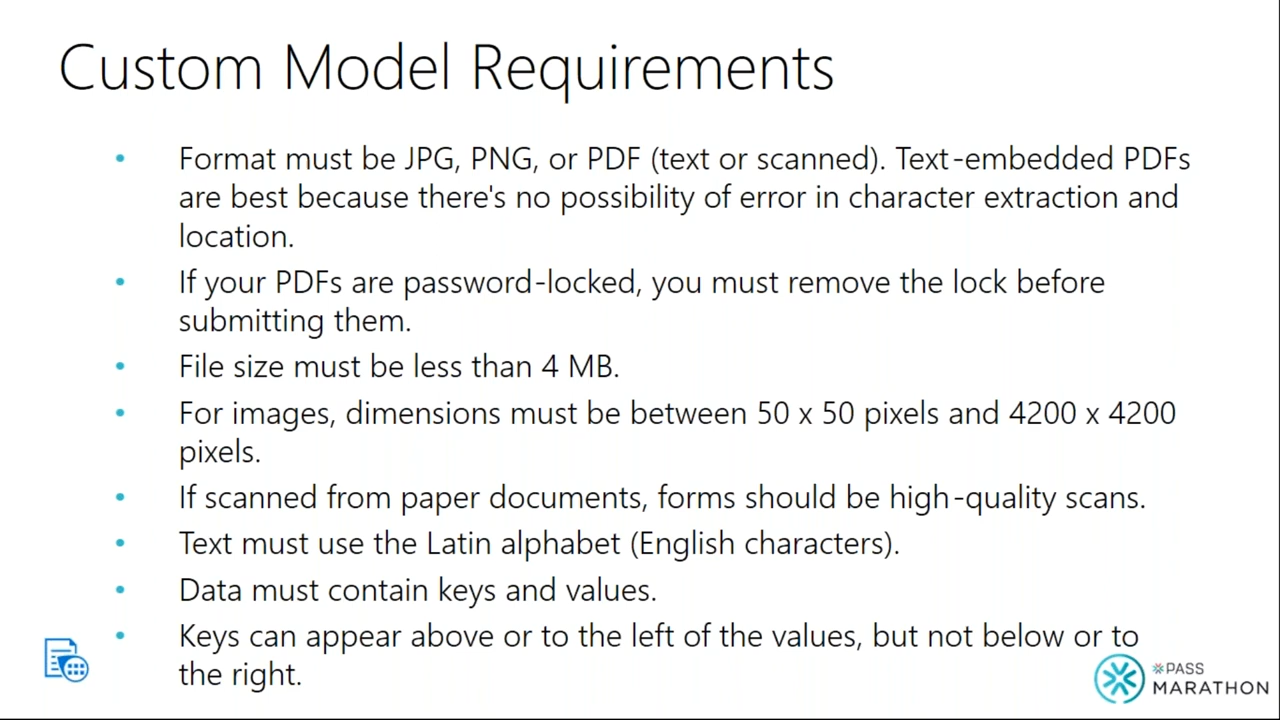 Custom Model Requirements
• Format must be JPG, PNG, or PDF (text or scanned). Text-embedded PDFs
are best because there's no possibility of error in character extraction and
location.
• If your PDFs are password-locked, you must remove the lock before
submitting them.
• File size must be less than 4 MB.
• For images, dimensions must be between 50 x 50 pixels and 4200 x 4200
pixels.
• If scanned from paper documents, forms should be high-quality scans.
• Text must use the Latin alphabet (English characters).
• Data must contain keys and values.
• Keys can appear above or to the left of the values, but not below or to
the right.
PASS
MARATHON